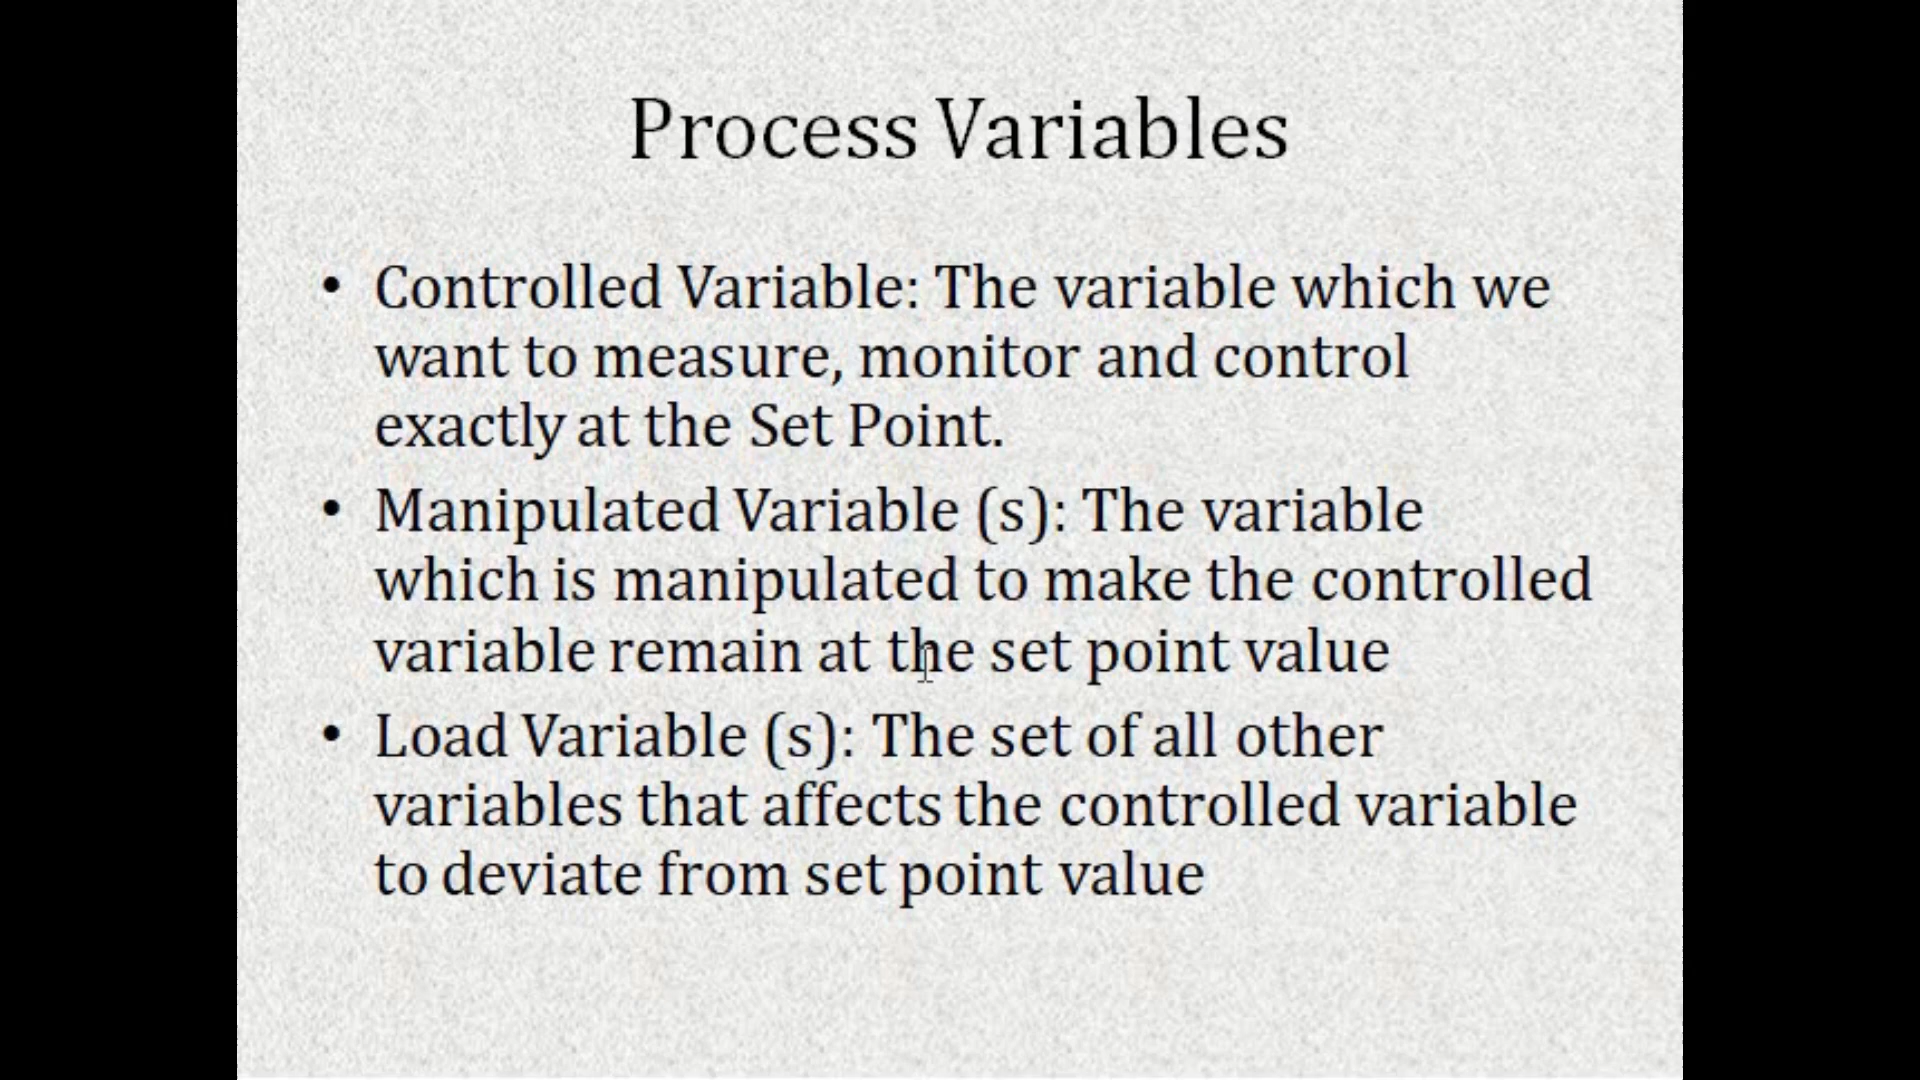 Process Variables
• Controlled Variable: The variable which we
want to measure, monitor and control
exactly at the Set Point.
• Manipulated Variable (s): The variable
which is manipulated to make the controlled
variable remain at the set point value
• Load Variable (s): The set of all other
variables that affects the controlled variable
to deviate from set point value